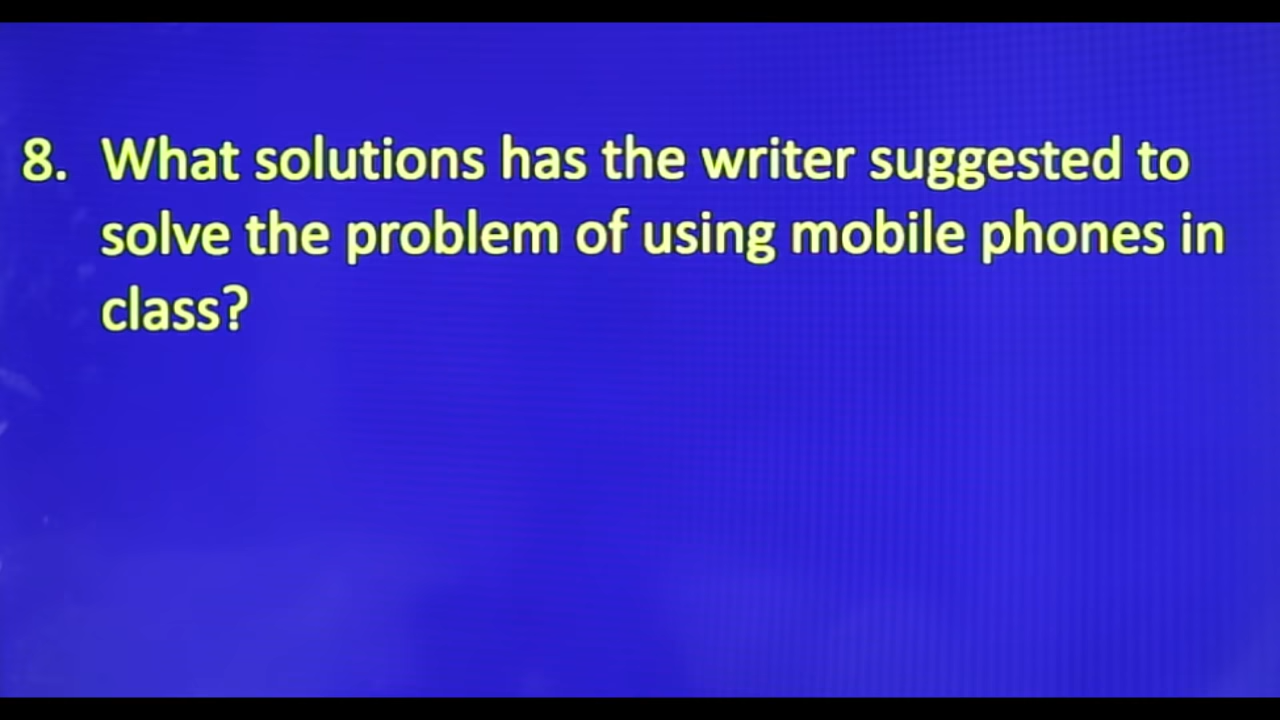 8. What solutions has the writer suggested to
solve the problem of using mobile phones in
class?